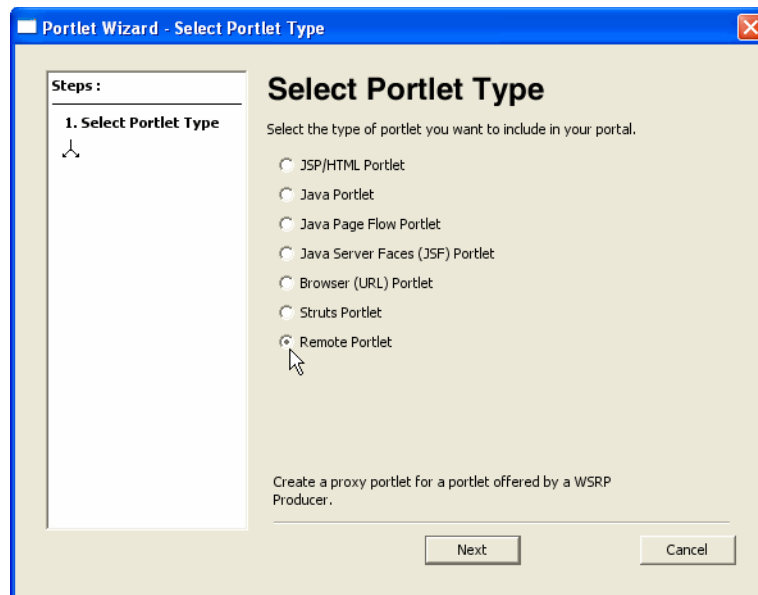 Portlet Wizard - Select Portlet Type
Steps :
1. Select Portlet Type
Select Portlet Type
Select the type of portlet you want to include in your portal.
JSP/HTML Portlet
Java Portlet
Java Page Flow Portlet
Java Server Faces (JSF) Portlet
Browser (URL) Portlet
Struts Portlet
Remote Portlet
Create a proxy portlet for a portlet offered by a WSRP
Producer.
Next
Cancel